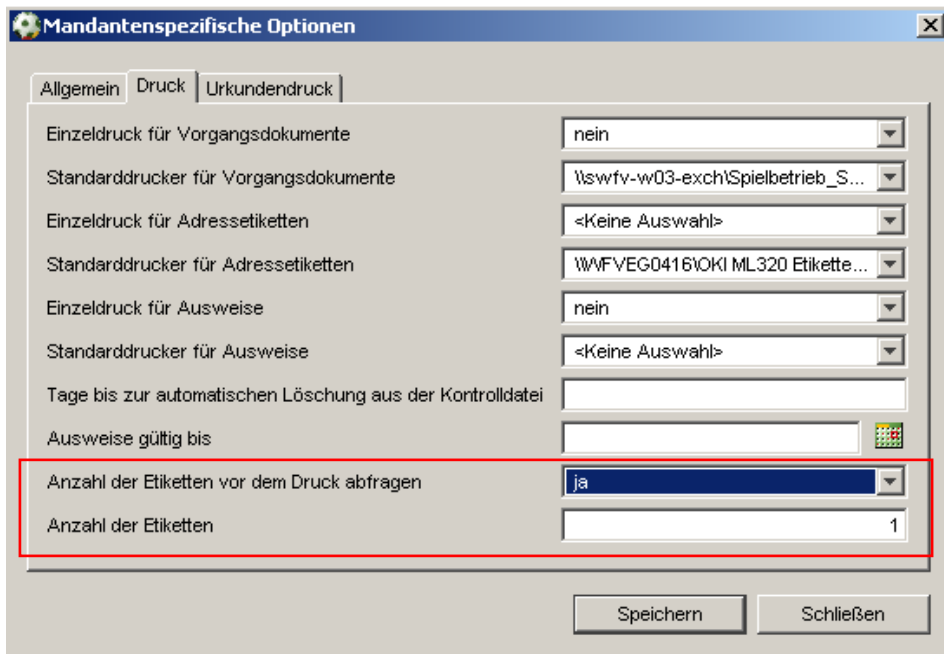 Mandantenspezifische Optionen
Allgemein Druck Urkundendruck
Einzeldruck für Vorgangsdokumente nein
Standarddrucker für Vorgangsdokumente \\swfv-w03-exch\Spielbetrieb_S...
Einzeldruck für Adressetiketten <Keine Auswahl>
Standarddrucker für Adressetiketten \\WFVEG0416\OKI ML320 Etikette...
Einzeldruck für Ausweise nein
Standarddrucker für Ausweise <Keine Auswahl>
Tage bis zur automatischen Löschung aus der Kontrolldatei
Ausweise gültig bis
Anzahl der Etiketten vor dem Druck abfragen ja
Anzahl der Etiketten 1
Speichern Schließen